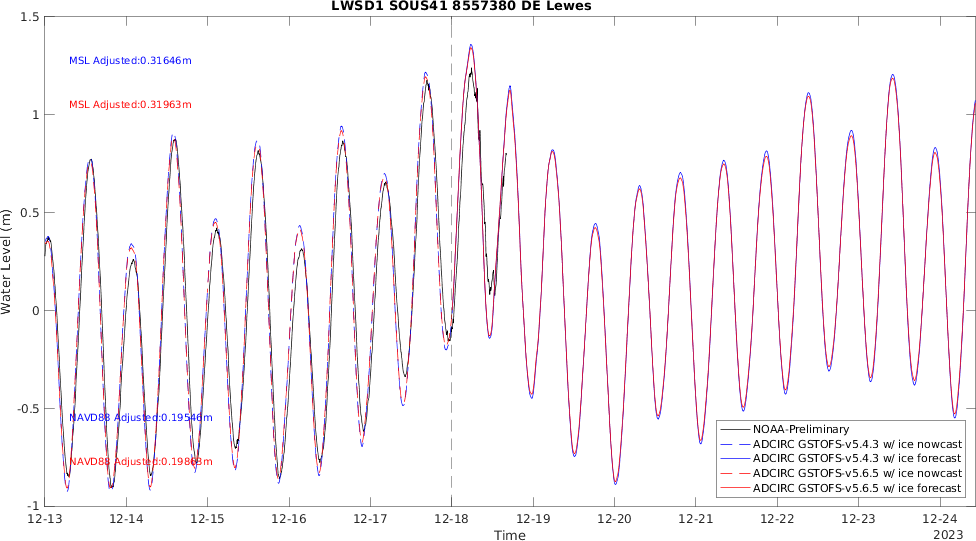 LWSD1 SOUS41 8557380 DE Lewes
1.5
1
0.5
0
-0.5
-1
Water Level (m)
MSL Adjusted:0.31646m
MSL Adjusted:0.31963m
NAVD88 Adjusted:0.19546m
NAVD88 Adjusted:0.19863m
NOAA-Preliminary
ADCIRC GSTOFS-v5.4.3 w/ ice nowcast
ADCIRC GSTOFS-v5.4.3 w/ ice forecast
ADCIRC GSTOFS-v5.6.5 w/ ice nowcast
ADCIRC GSTOFS-v5.6.5 w/ ice forecast
12-13 12-14 12-15 12-16 12-17 12-18 12-19 12-20 12-21 12-22 12-23 12-24
Time
2023